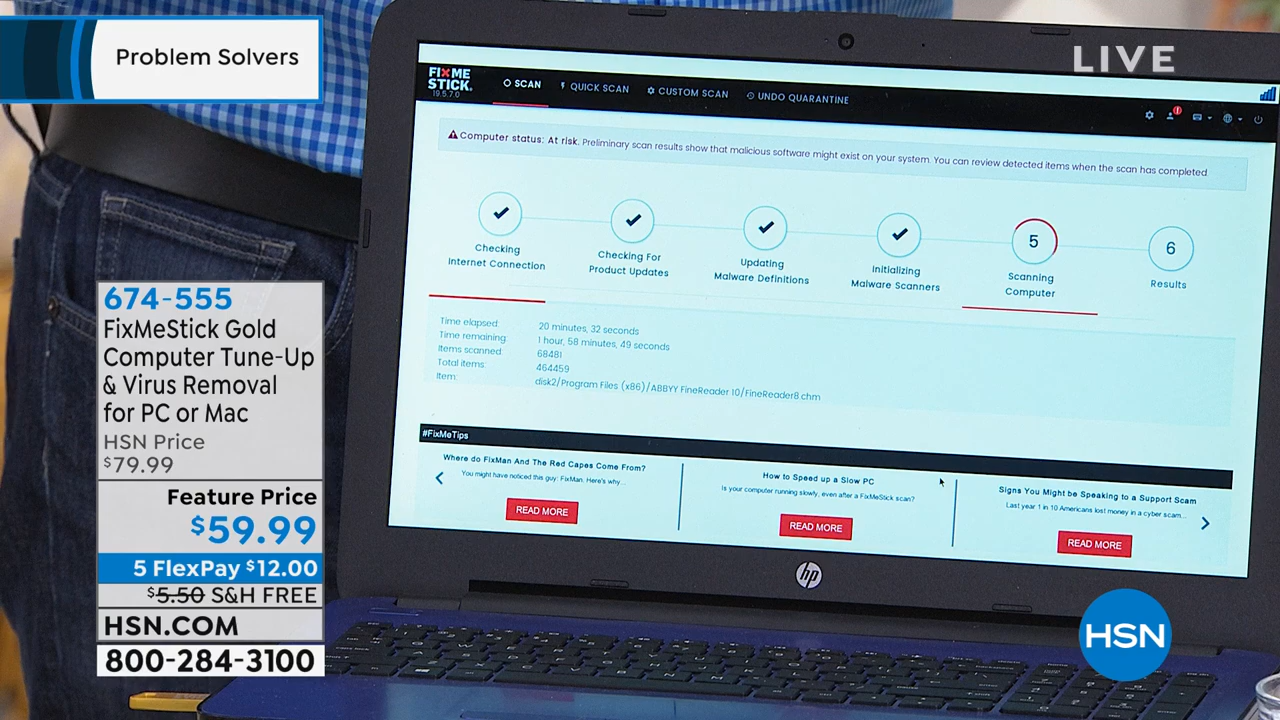 Problem Solvers
LIVE
FIXME
STICK.
19.5.7.0
SCAN
QUICK SCAN
CUSTOM SCAN
UNDO QUARANTINE
Computer status: At risk. Preliminary scan results show that malicious software might exist on your system. You can review detected items when the scan has completed
5
6
Checking
Internet Connection
Checking For
Product Updates
Updating
Malware Definitions
Initializing
Malware Scanners
Scanning
Computer
Results
Time elapsed: 20 minutes, 32 seconds
Time remaining: 1 hour, 58 minutes, 49 seconds
Items scanned: 68481
Total items: 464459
Item: disk2/Program Files (x86)/ABBYY FineReader 10/FineReader8.chm
#FixMeTips
Where do FixMan And The Red Capes Come From?
You might have noticed this guy: FixMan. Here's why...
READ MORE
How to Speed up a Slow PC
Is your computer running slowly, even after a FixMeStick scan?
READ MORE
Signs You Might be Speaking to a Support Scam
Last year 1 in 10 Americans lost money in a cyber scam...
READ MORE
hp
674-555
FixMeStick Gold
Computer Tune-Up
& Virus Removal
for PC or Mac
HSN Price
$79.99
Feature Price
$59.99
5 FlexPay $12.00
$5.50 S&H FREE
HSN.COM
800-284-3100
HSN